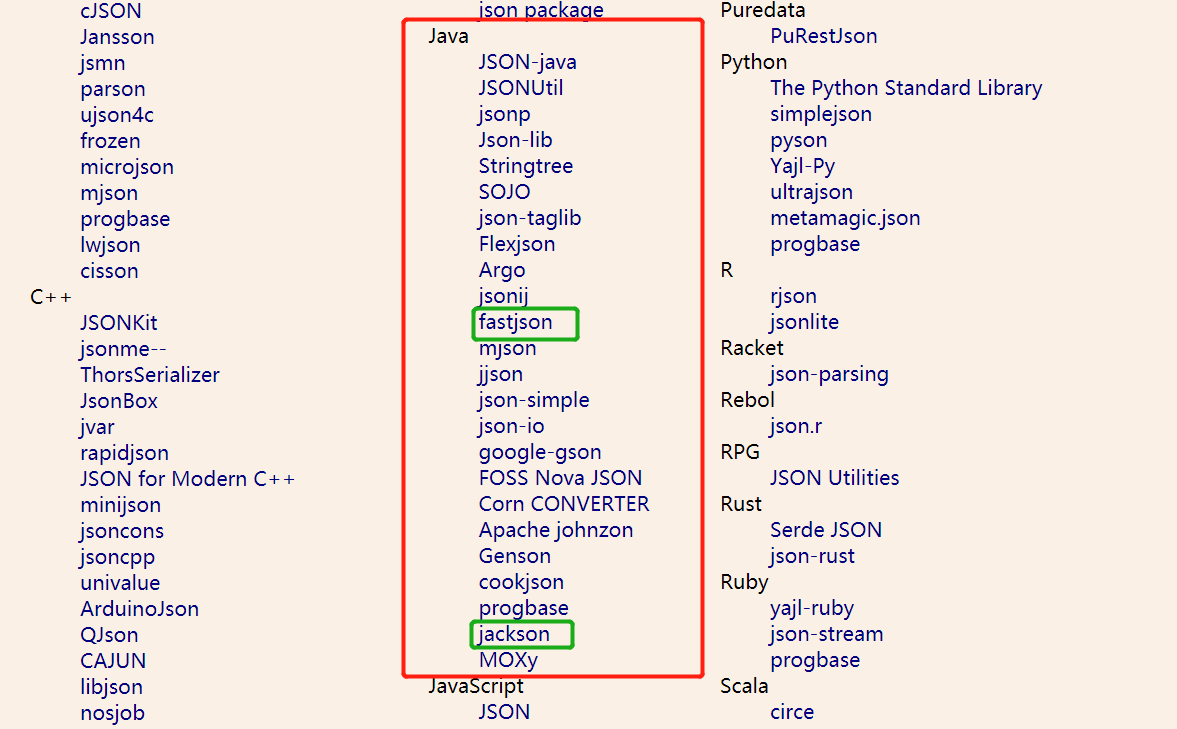 cJSON
Jansson
jsmn
parson
ujson4c
frozen
microjson
mjson
progbase
lwjson
cisson
C++
JSONKit
jsonme--
ThorsSerializer
JsonBox
jvar
rapidjson
JSON for Modern C++
minijson
jsoncons
jsoncpp
univalue
ArduinoJson
QJson
CAJUN
libjson
nosjob
json package
Java
JSON-java
JSONUtil
jsonp
Json-lib
Stringtree
SOJO
json-taglib
Flexjson
Argo
jsonij
fastjson
mjson
jjson
json-simple
json-io
google-gson
FOSS Nova JSON
Corn CONVERTER
Apache johnzon
Genson
cookjson
progbase
jackson
MOXy
JavaScript
JSON
Puredata
PuRestJson
Python
The Python Standard Library
simplejson
pyson
Yajl-Py
ultrajson
metamagic.json
progbase
R
rjson
jsonlite
Racket
json-parsing
Rebol
json.r
RPG
JSON Utilities
Rust
Serde JSON
json-rust
Ruby
yajl-ruby
json-stream
progbase
Scala
circe